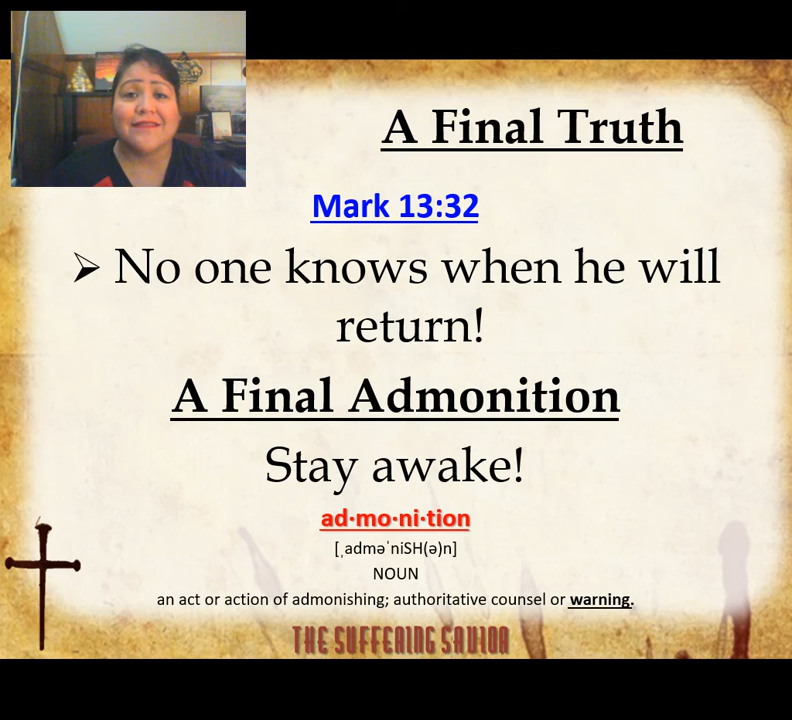 A Final Truth
Mark 13:32
➢ No one knows when he will
return!
A Final Admonition
Stay awake!
ad·mo·ni·tion
[ˌadməˈniSH(ə)n]
NOUN
an act or action of admonishing; authoritative counsel or warning.
THE SUFFERING SAVIOR